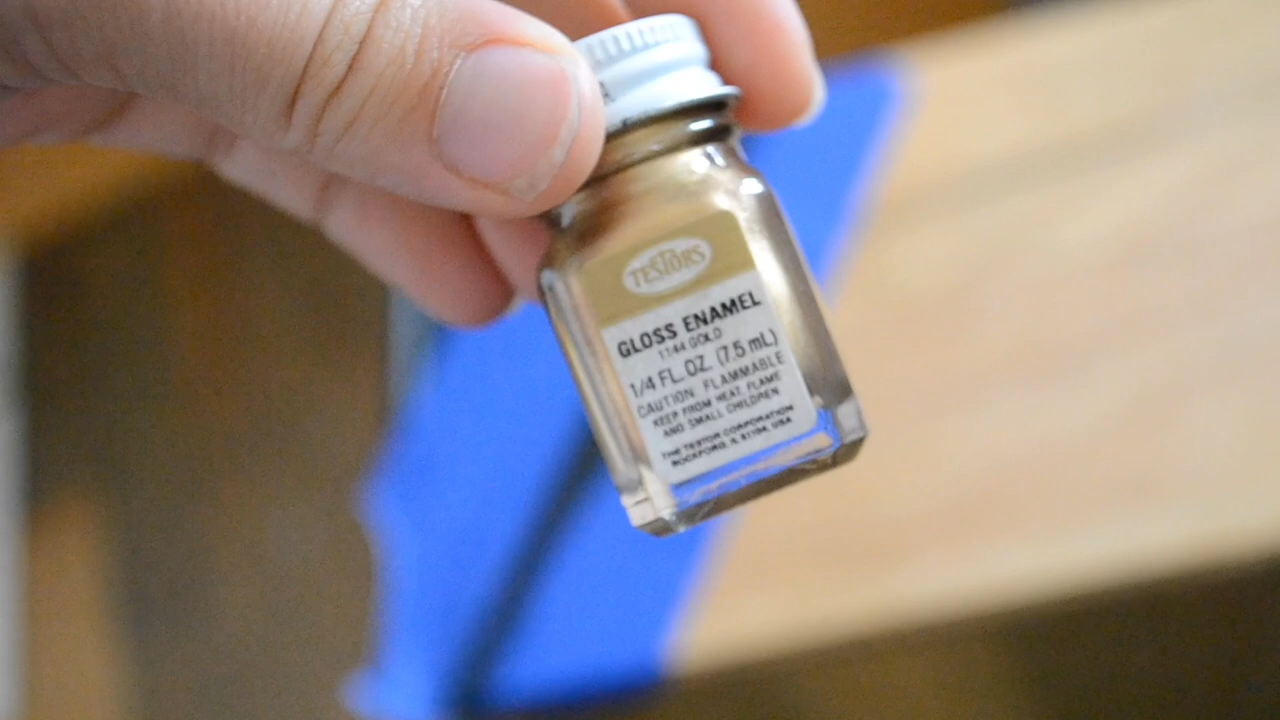 TESTORS
GLOSS ENAMEL
1144 GOLD
1/4 FL. OZ. (7.5 mL)
CAUTION: FLAMMABLE
KEEP FROM HEAT, FLAME
AND SMALL CHILDREN
THE TESTOR CORPORATION
ROCKFORD, IL 61104, USA